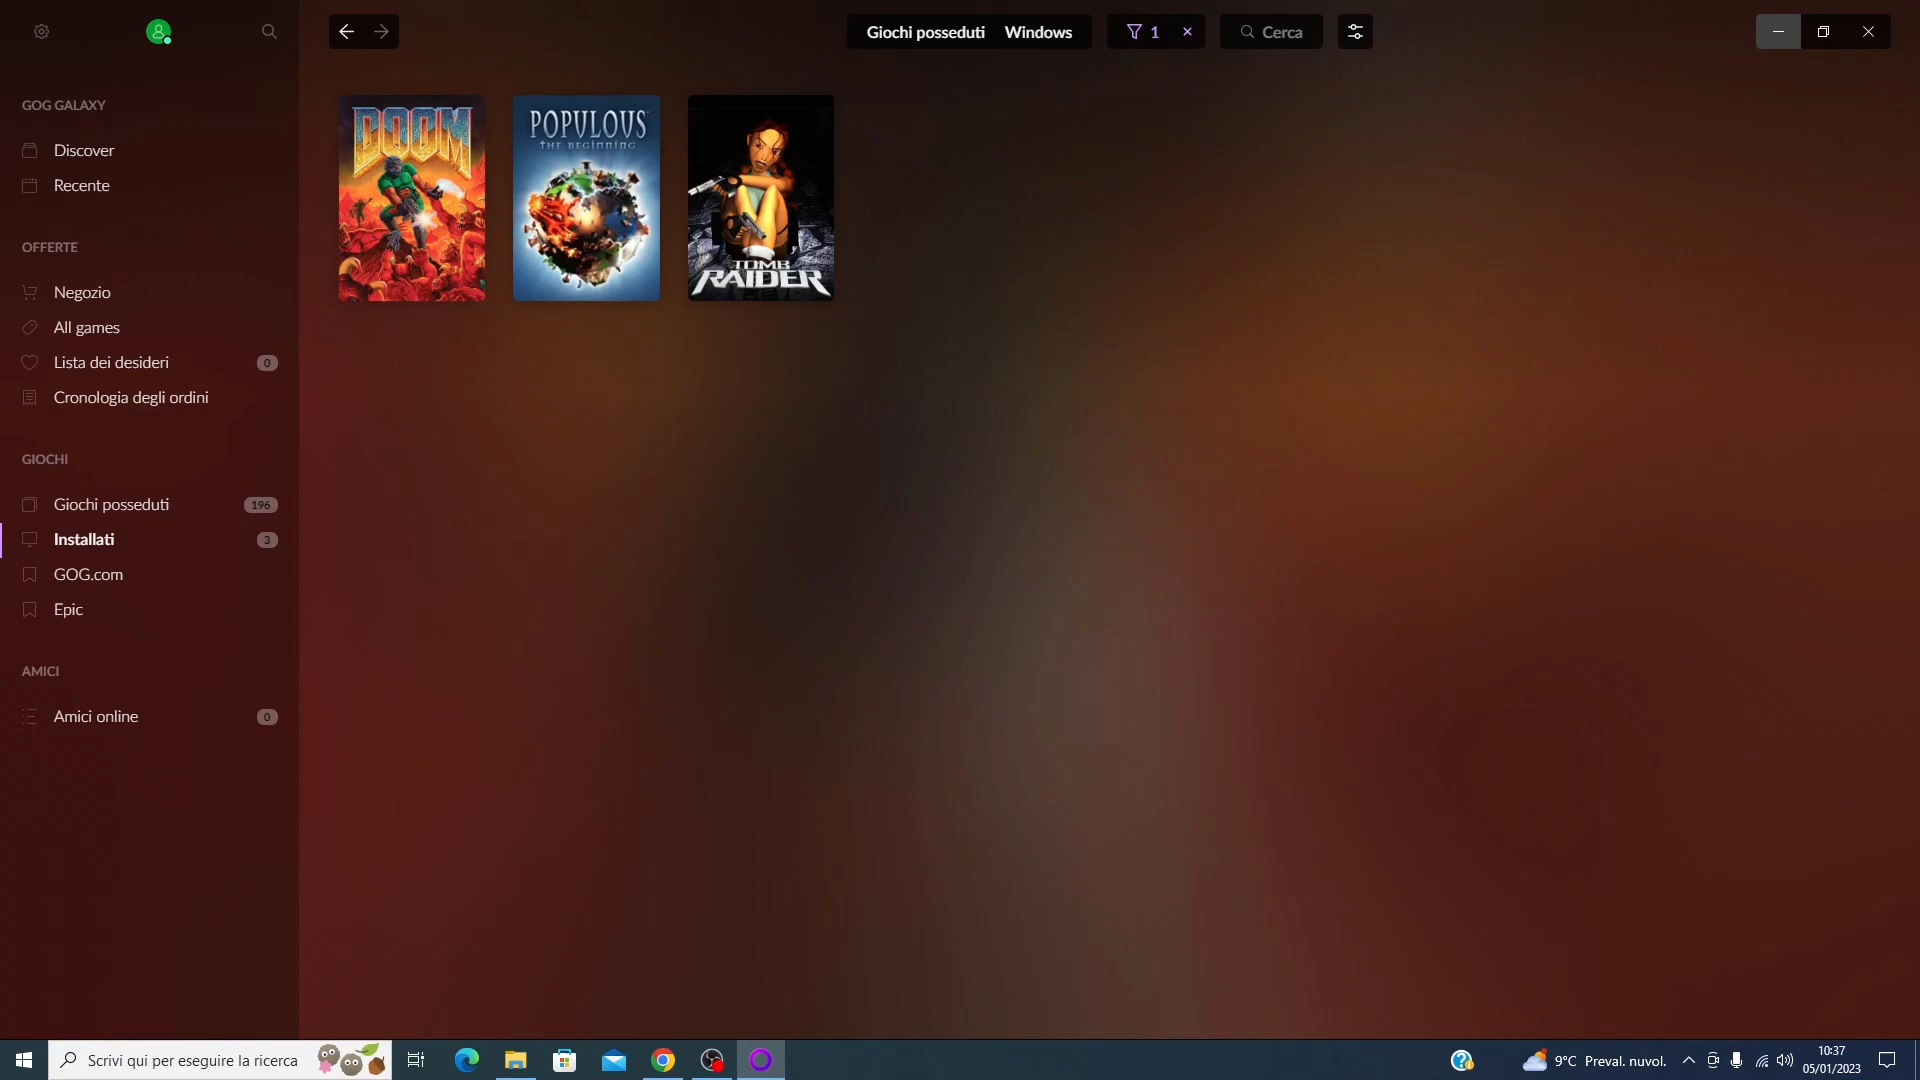 Giochi posseduti Windows 1 Cerca
GOG GALAXY
Discover
Recente
OFFERTE
Negozio
All games
Lista dei desideri 0
Cronologia degli ordini
GIOCHI
Giochi posseduti 196
Installati 3
GOG.com
Epic
AMICI
Amici online 0
DOOM
POPULOUS
THE BEGINNING
TOMB
RAIDER
Scrivi qui per eseguire la ricerca
9°C Preval. nuvol.
10:37
05/01/2023